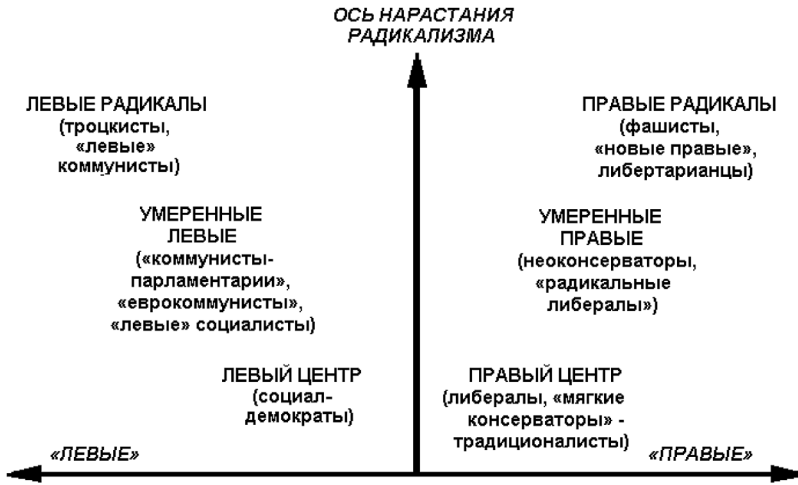 ОСЬ НАРАСТАНИЯ
РАДИКАЛИЗМА
ЛЕВЫЕ РАДИКАЛЫ
(троцкисты,
«левые»
коммунисты)
ПРАВЫЕ РАДИКАЛЫ
(фашисты,
«новые правые»,
либертарианцы)
УМЕРЕННЫЕ
ЛЕВЫЕ
(«коммунисты-
парламентарии»,
«еврокоммунисты»,
«левые» социалисты)
УМЕРЕННЫЕ
ПРАВЫЕ
(неоконсерваторы,
«радикальные
либералы»)
ЛЕВЫЙ ЦЕНТР
(социал-
демократы)
ПРАВЫЙ ЦЕНТР
(либералы, «мягкие
консерваторы» -
традиционалисты)
«ЛЕВЫЕ»
«ПРАВЫЕ»